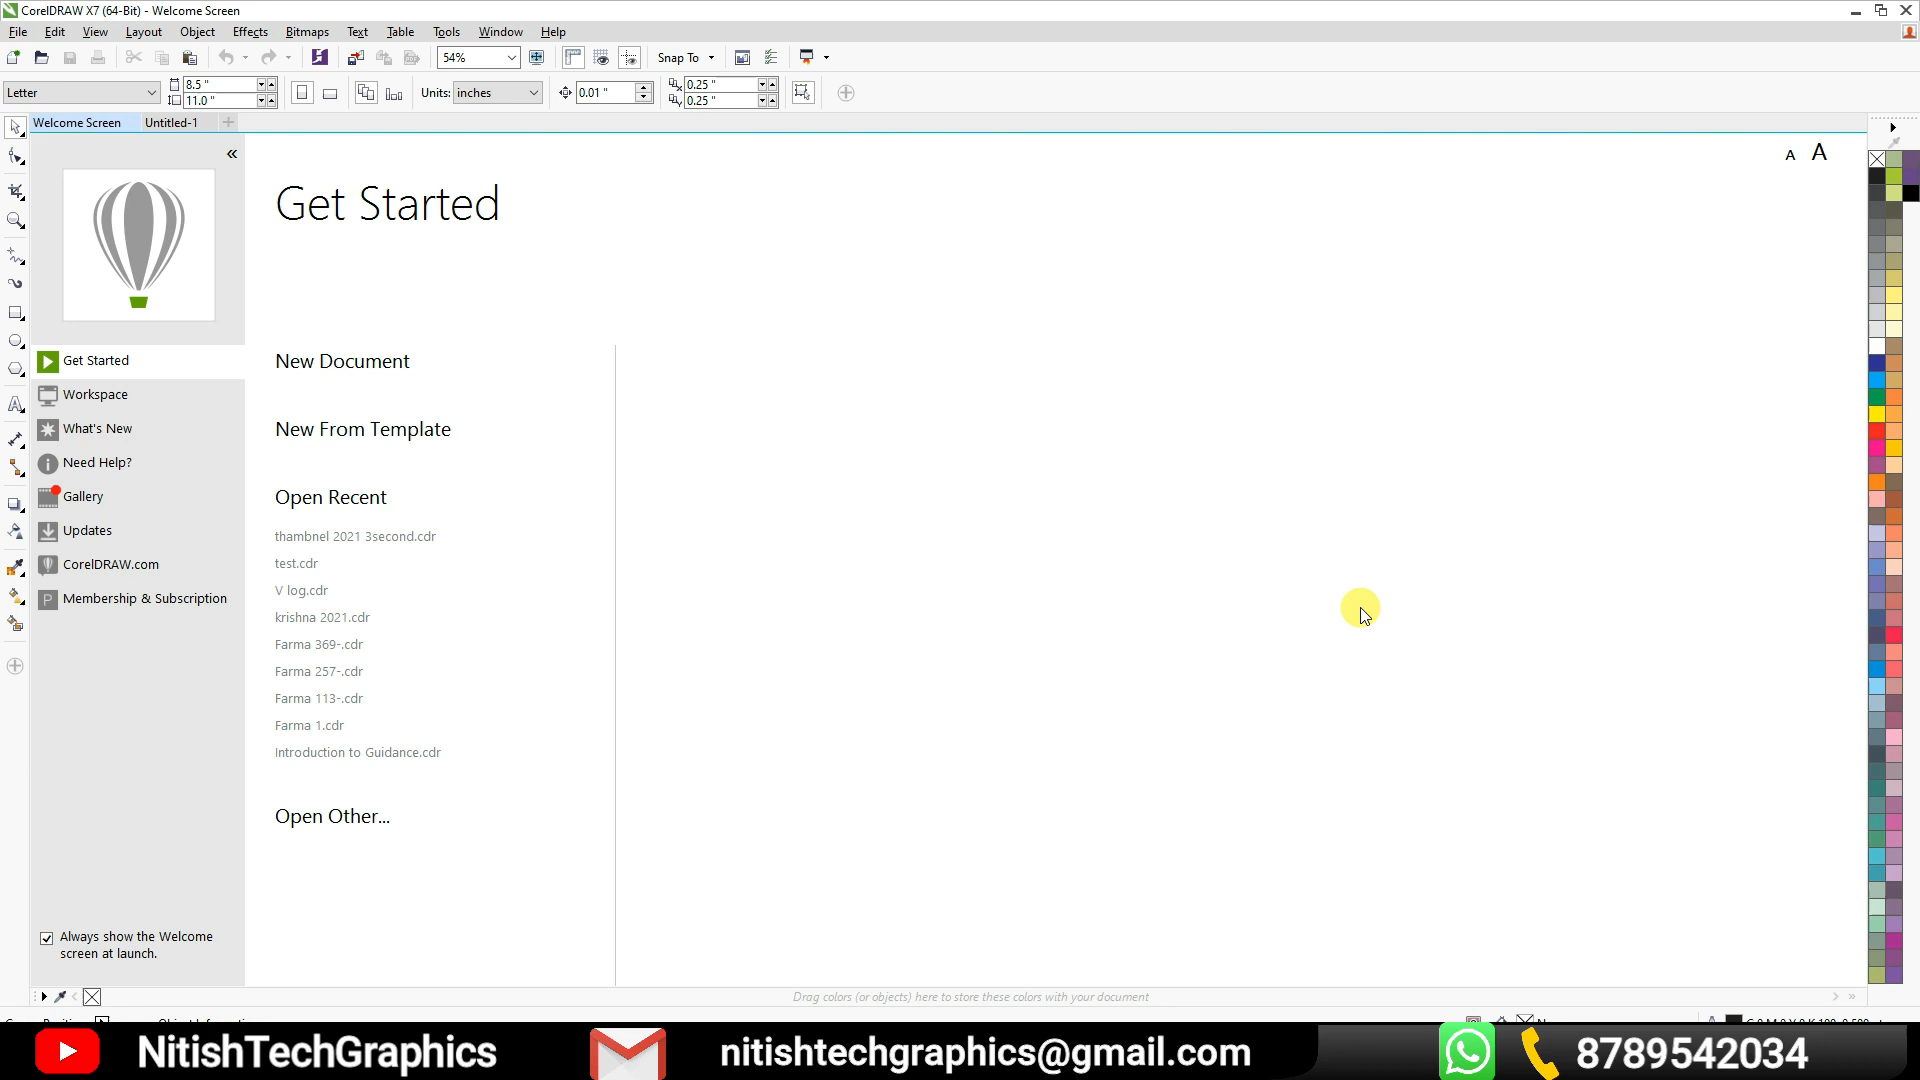 CorelDRAW X7 (64-Bit) - Welcome Screen
File Edit View Layout Object Effects Bitmaps Text Table Tools Window Help
54% Snap To
Letter 8.5 " 11.0 " Units: inches 0.01 " 0.25 " 0.25 "
Welcome Screen Untitled-1
A A
Get Started
Get Started
Workspace
What's New
Need Help?
Gallery
Updates
CorelDRAW.com
Membership & Subscription
New Document
New From Template
Open Recent
thambnel 2021 3second.cdr
test.cdr
V log.cdr
krishna 2021.cdr
Farma 369-.cdr
Farma 257-.cdr
Farma 113-.cdr
Farma 1.cdr
Introduction to Guidance.cdr
Open Other...
Always show the Welcome
screen at launch.
Drag colors (or objects) here to store these colors with your document
NitishTechGraphics nitishtechgraphics@gmail.com 8789542034